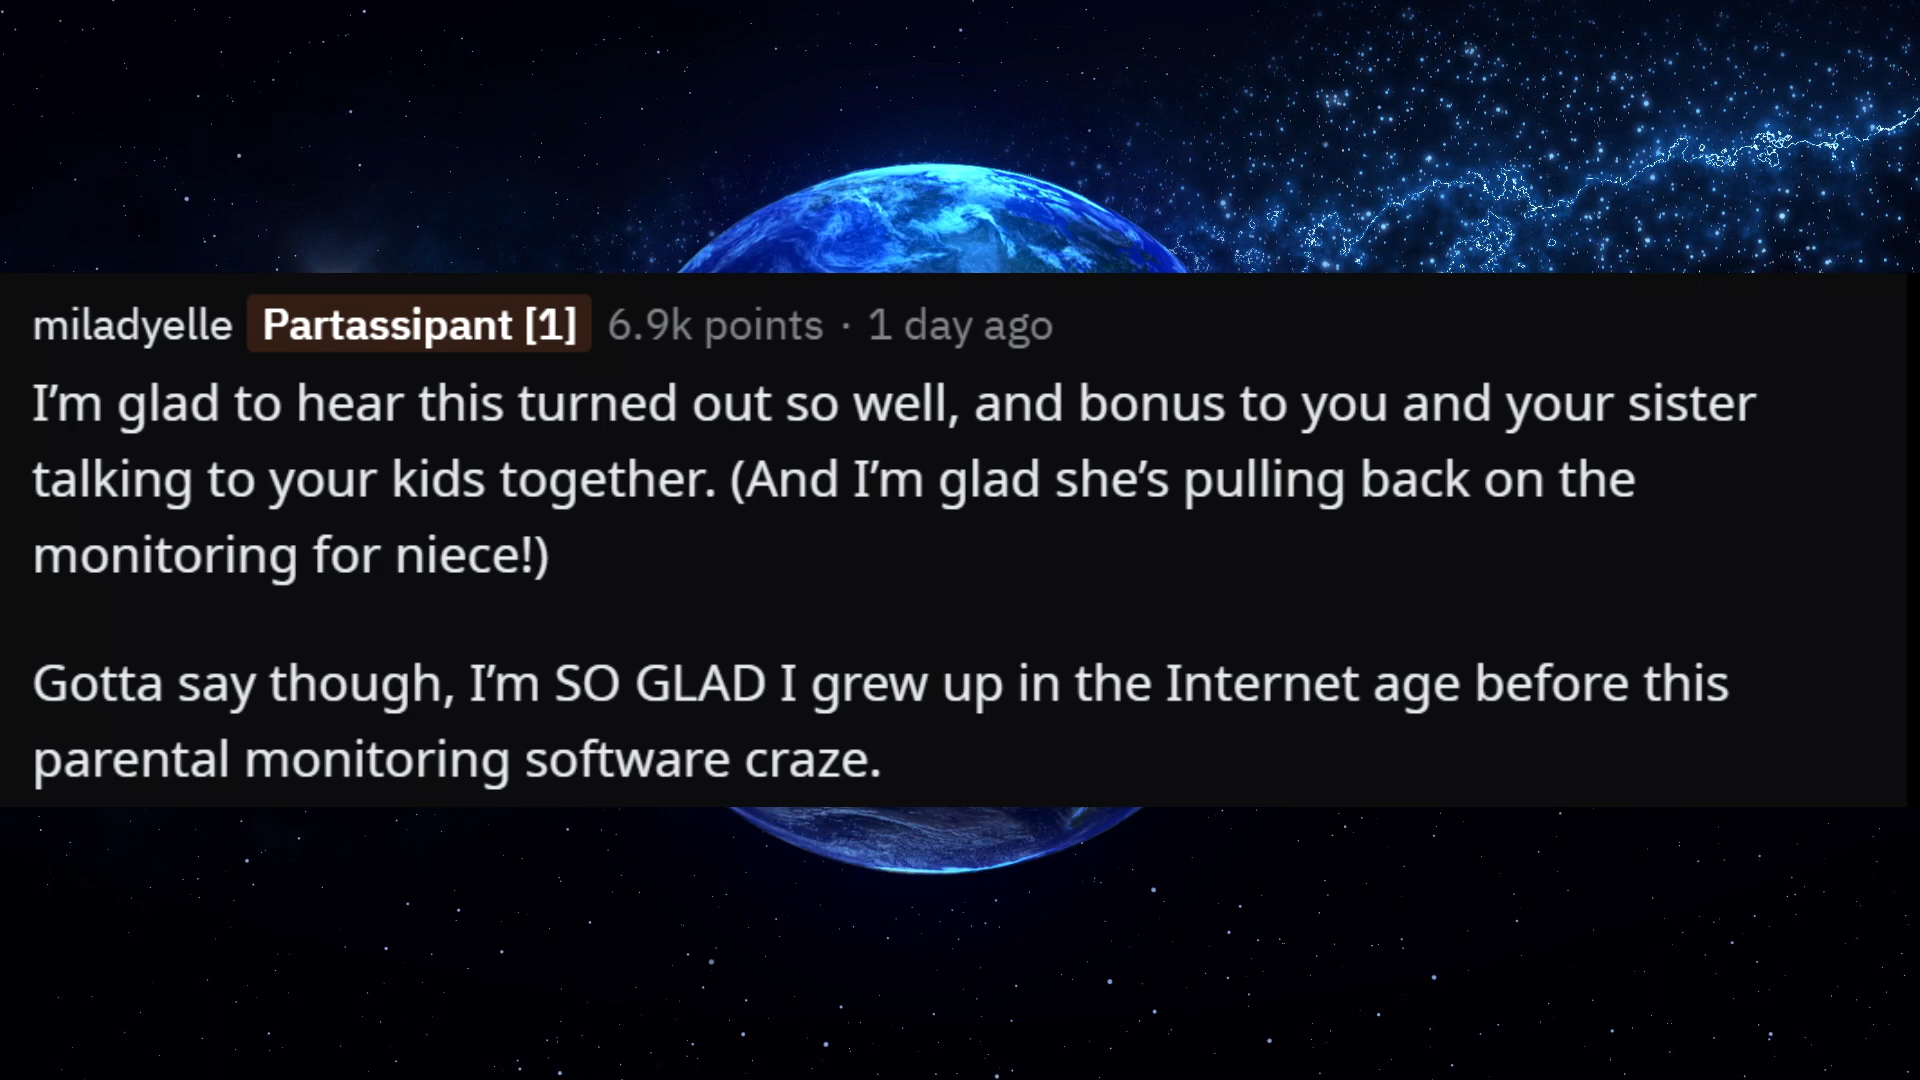 miladyelle Partassipant [1] 6.9k points · 1 day ago
I’m glad to hear this turned out so well, and bonus to you and your sister
talking to your kids together. (And I’m glad she’s pulling back on the
monitoring for niece!)
Gotta say though, I’m SO GLAD I grew up in the Internet age before this
parental monitoring software craze.